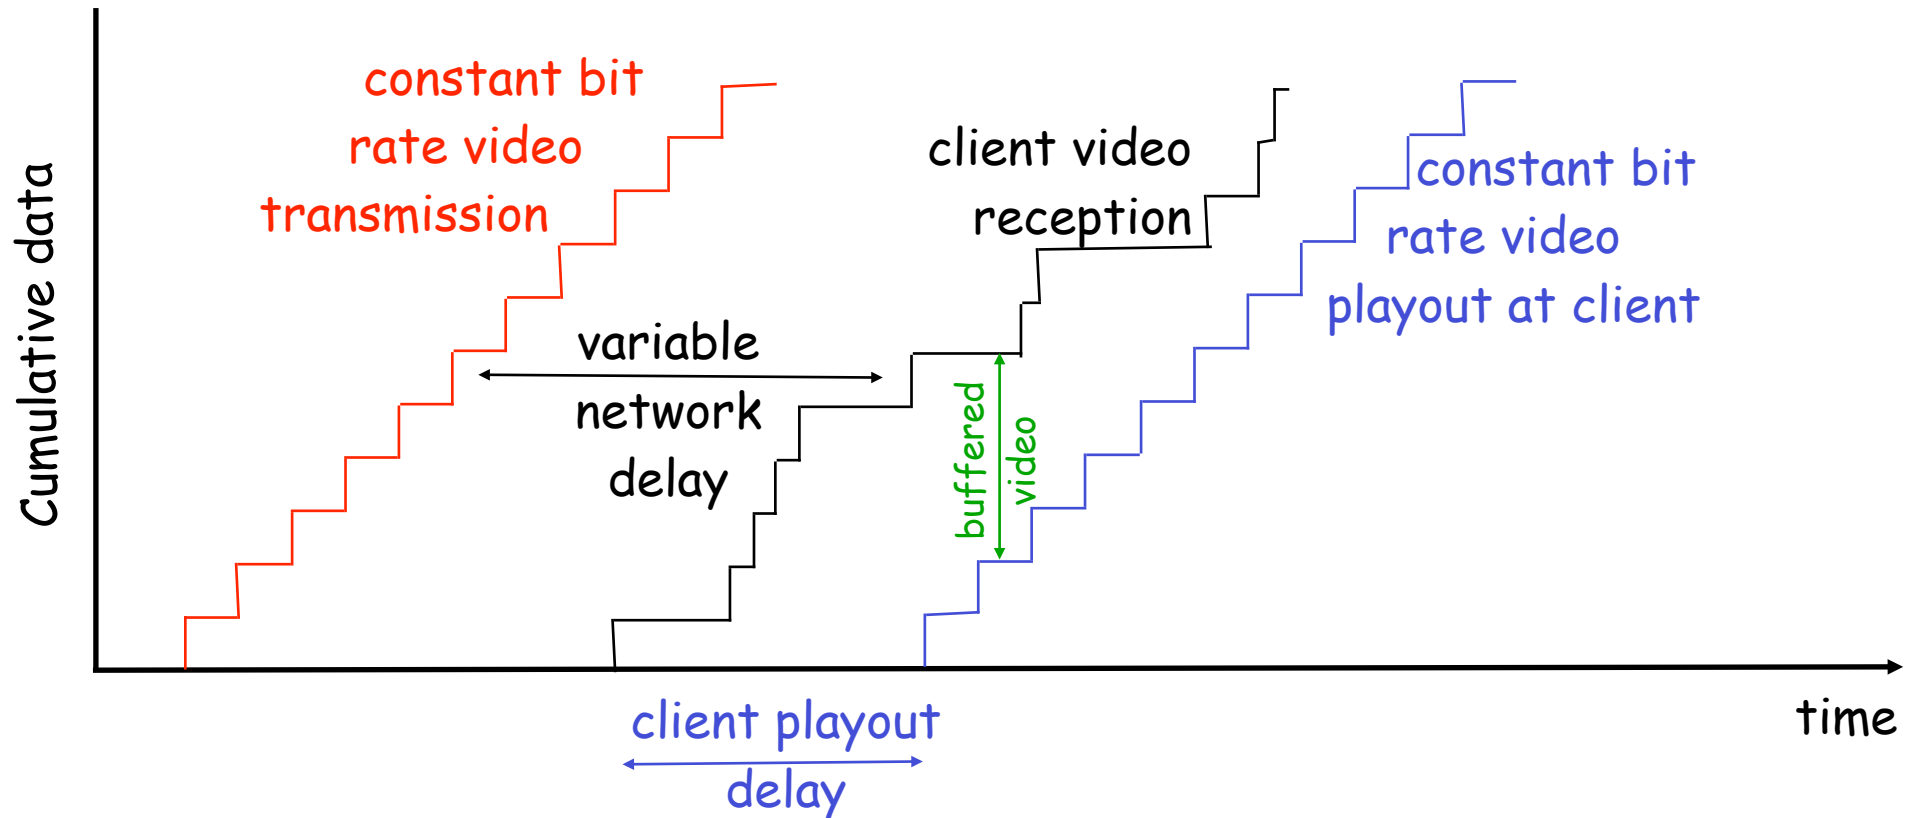 Cumulative data
constant bit
rate video
transmission
variable
network
delay
client video
reception
buffered
video
constant bit
rate video
playout at client
client playout
delay
time